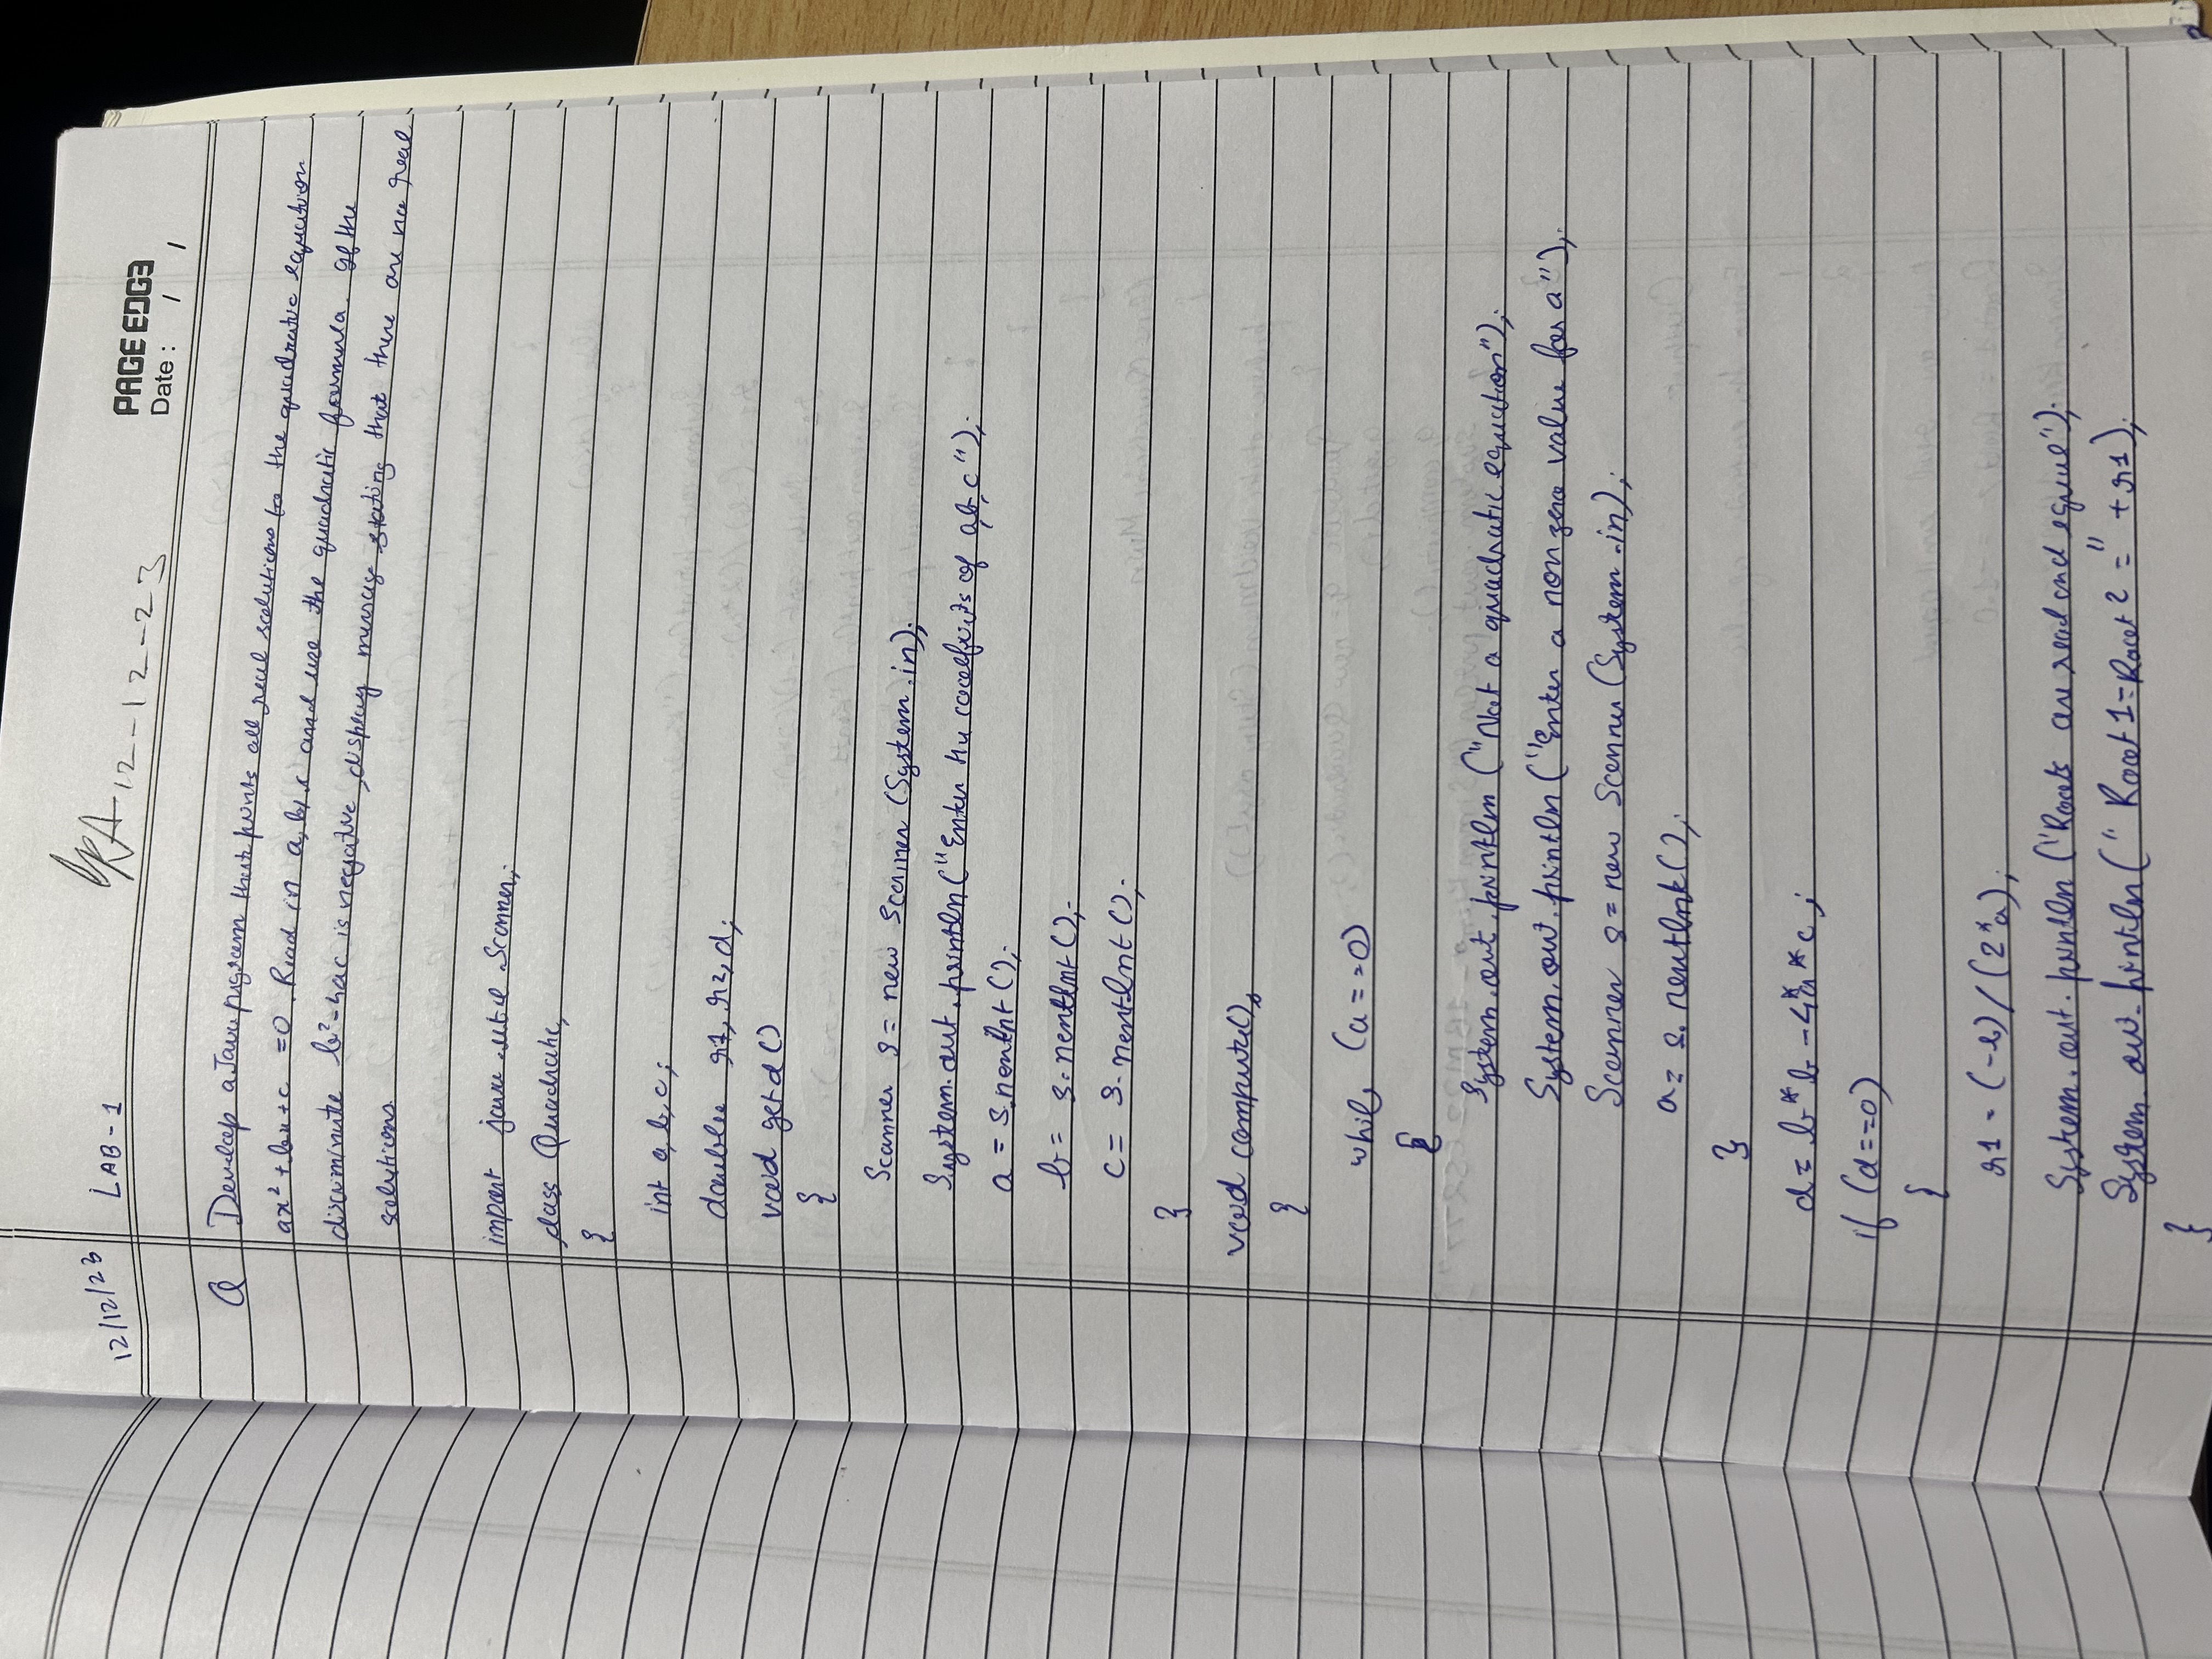 12/12/23 LAB-1 12-12-23 PAGE EDGE
Date : / /
Q Develop a Java program that prints all real solutions to the quadratic equation
ax² + bx + c = 0. Read in a, b, c and use the quadratic formula. If the
discriminate b² - 4ac is negative, display message stating that there are no real
solutions.
import java.util.Scanner;
class Quadratic
{
int a, b, c;
double r1, r2, d;
void getd()
{
Scanner s = new Scanner (System.in);
System.out.println("Enter the of a,b,c");
a = s.nextInt();
b = s.nextInt();
c = s.nextInt();
}
void compute()
{
while (a==0)
{
System.out.println ("Not a quadratic equation");
System.out.println ("Enter a non zero value for a");
Scanner s = new Scanner (System.in);
a = s.nextInt();
}
d = b*b - 4*a*c;
if (d==0)
{
r1 = (-b)/(2*a);
System.out.println ("Roots are real and equal");
System.out.println (" Root 1 = Root 2 =" + r1);
}